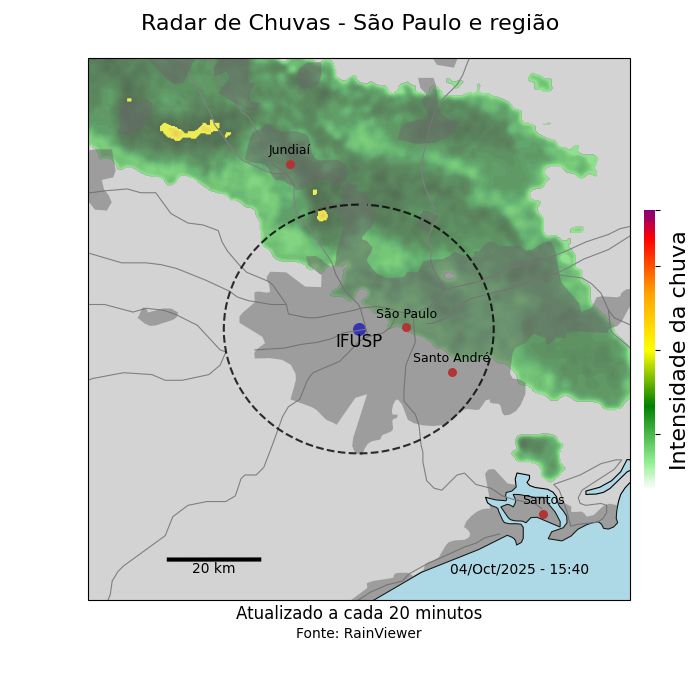 Radar de Chuvas - São Paulo e região
Jundiaí
São Paulo
IFUSP
Santo André
Intensidade da chuva
Santos
20 km
04/Oct/2025 - 15:40
Atualizado a cada 20 minutos
Fonte: RainViewer